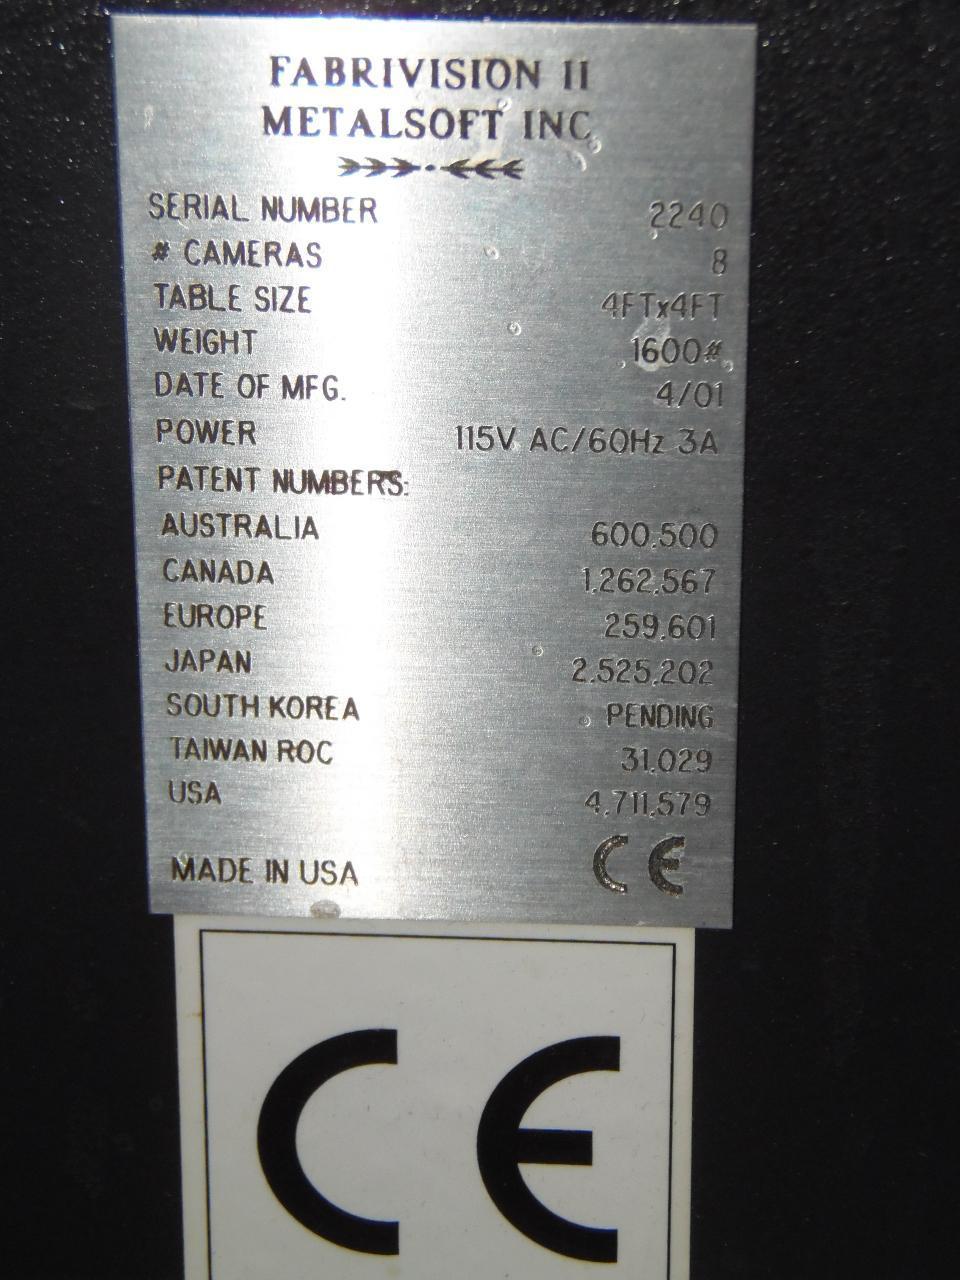 FABRIVISION II
METALSOFT INC
SERIAL NUMBER 2240
# CAMERAS 8
TABLE SIZE 4FTx4FT
WEIGHT 1600#
DATE OF MFG. 4/01
POWER 115V AC/60Hz 3A
PATENT NUMBERS:
AUSTRALIA 600,500
CANADA 1,262,567
EUROPE 259,601
JAPAN 2,525,202
SOUTH KOREA PENDING
TAIWAN ROC 31,029
USA 4,711,579
MADE IN USA CE
CE